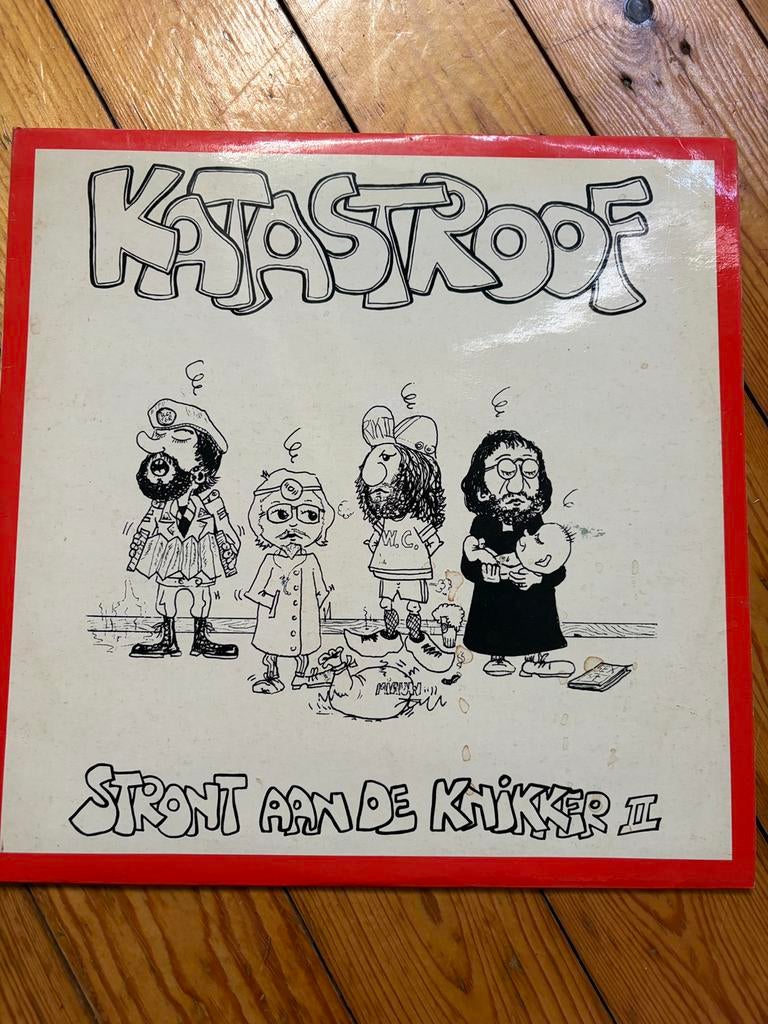 KATASTROOF
W.C.
STRONT AAN DE KNIKKER II